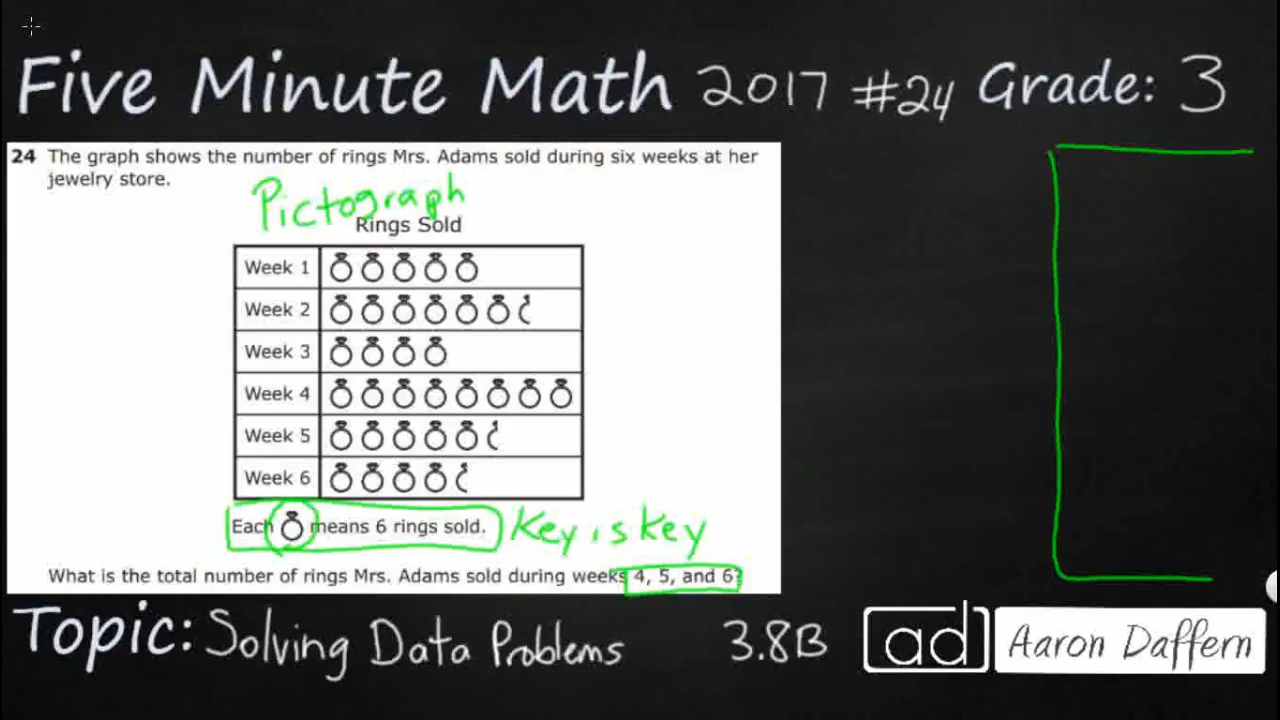 Five Minute Math 2017 #24 Grade: 3
24 The graph shows the number of rings Mrs. Adams sold during six weeks at her
jewelry store.
Pictograph
Rings Sold
Week 1
Week 2
Week 3
Week 4
Week 5
Week 6
Each means 6 rings sold. Key is key
What is the total number of rings Mrs. Adams sold during weeks 4, 5, and 6?
Topic: Solving Data Problems 3.8B ad Aaron Daffern